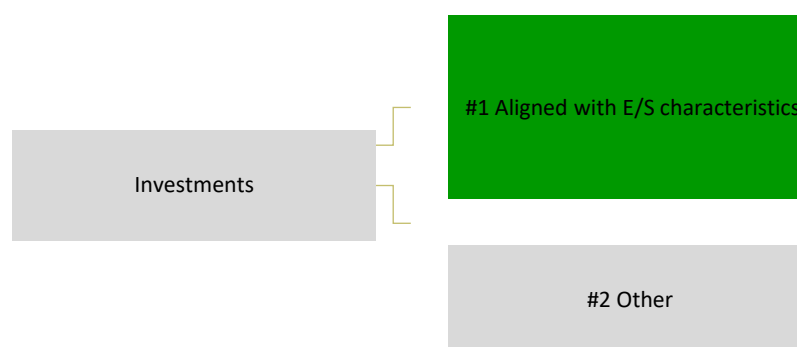 #1 Aligned with E/S characteristics
Investments
#2 Other